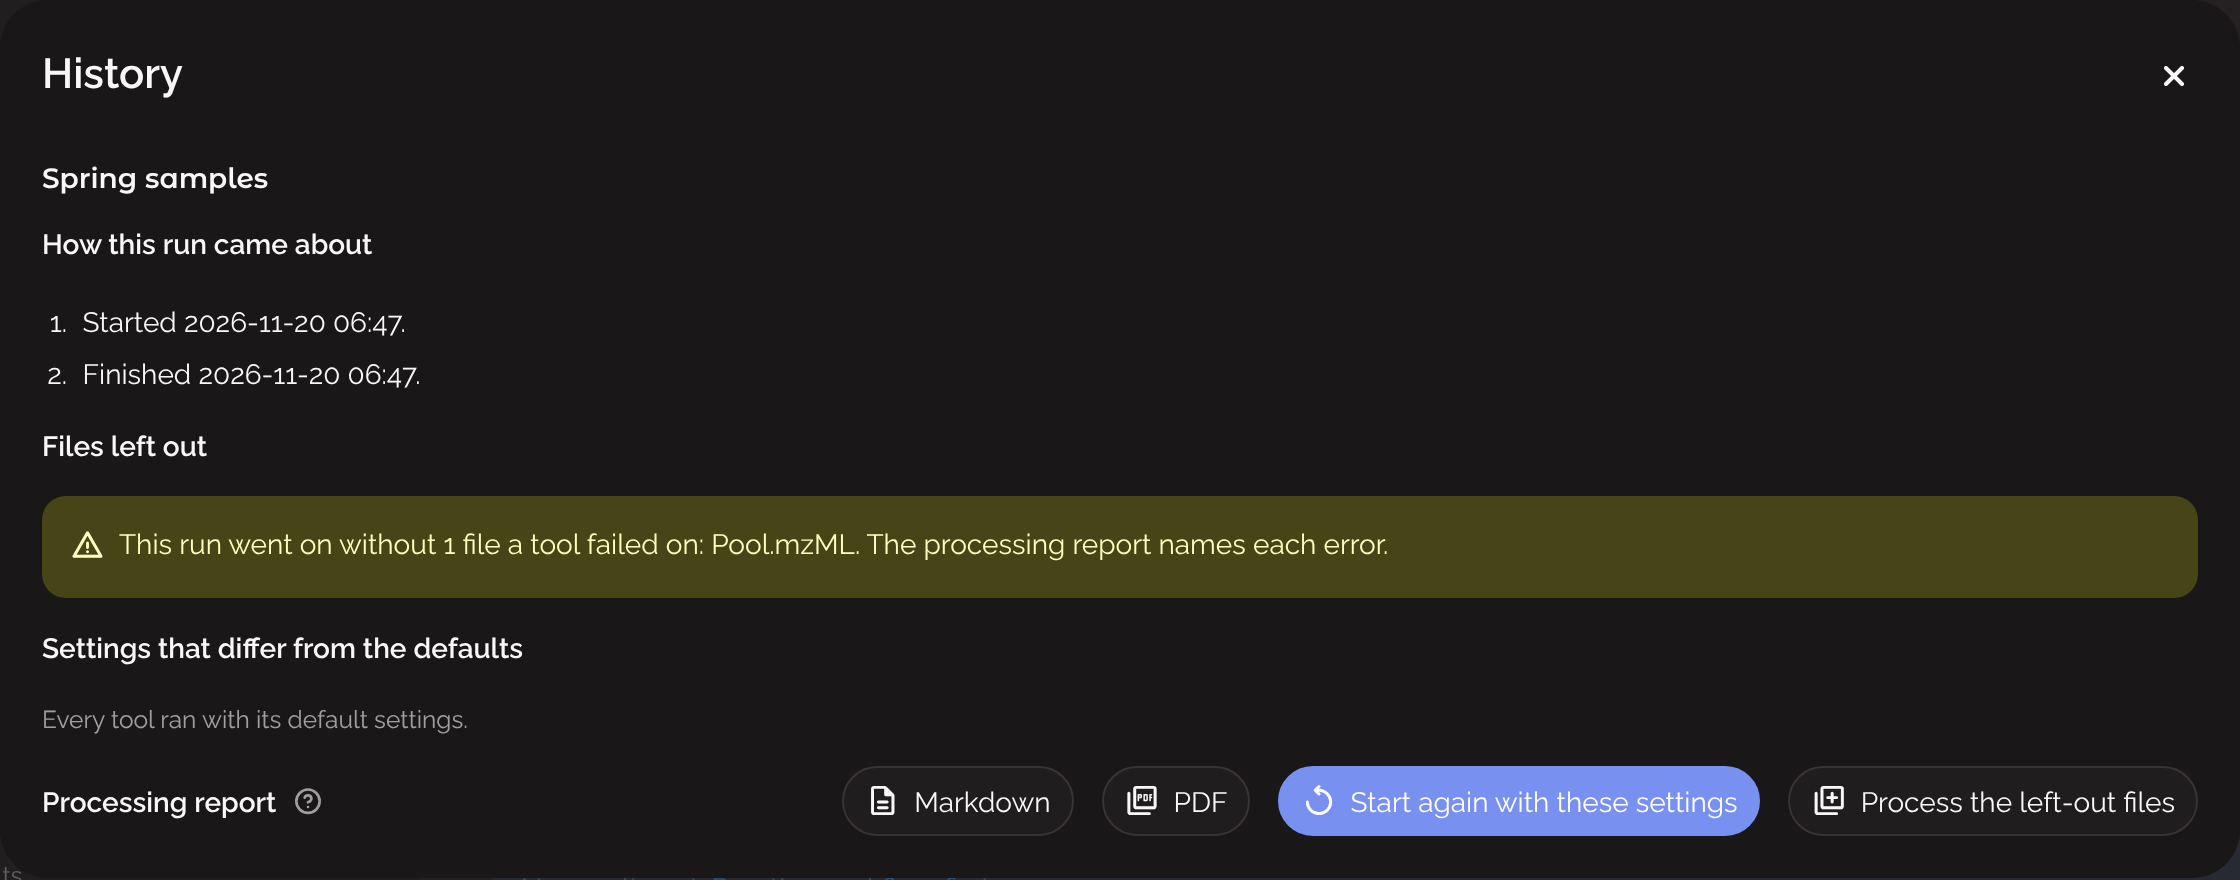 History
Spring samples
How this run came about
1. Started 2026-11-20 06:47.
2. Finished 2026-11-20 06:47.
Files left out
This run went on without 1 file a tool failed on: Pool.mzML. The processing report names each error.
Settings that differ from the defaults
Every tool ran with its default settings.
Processing report
Markdown
PDF
Start again with these settings
Process the left-out files